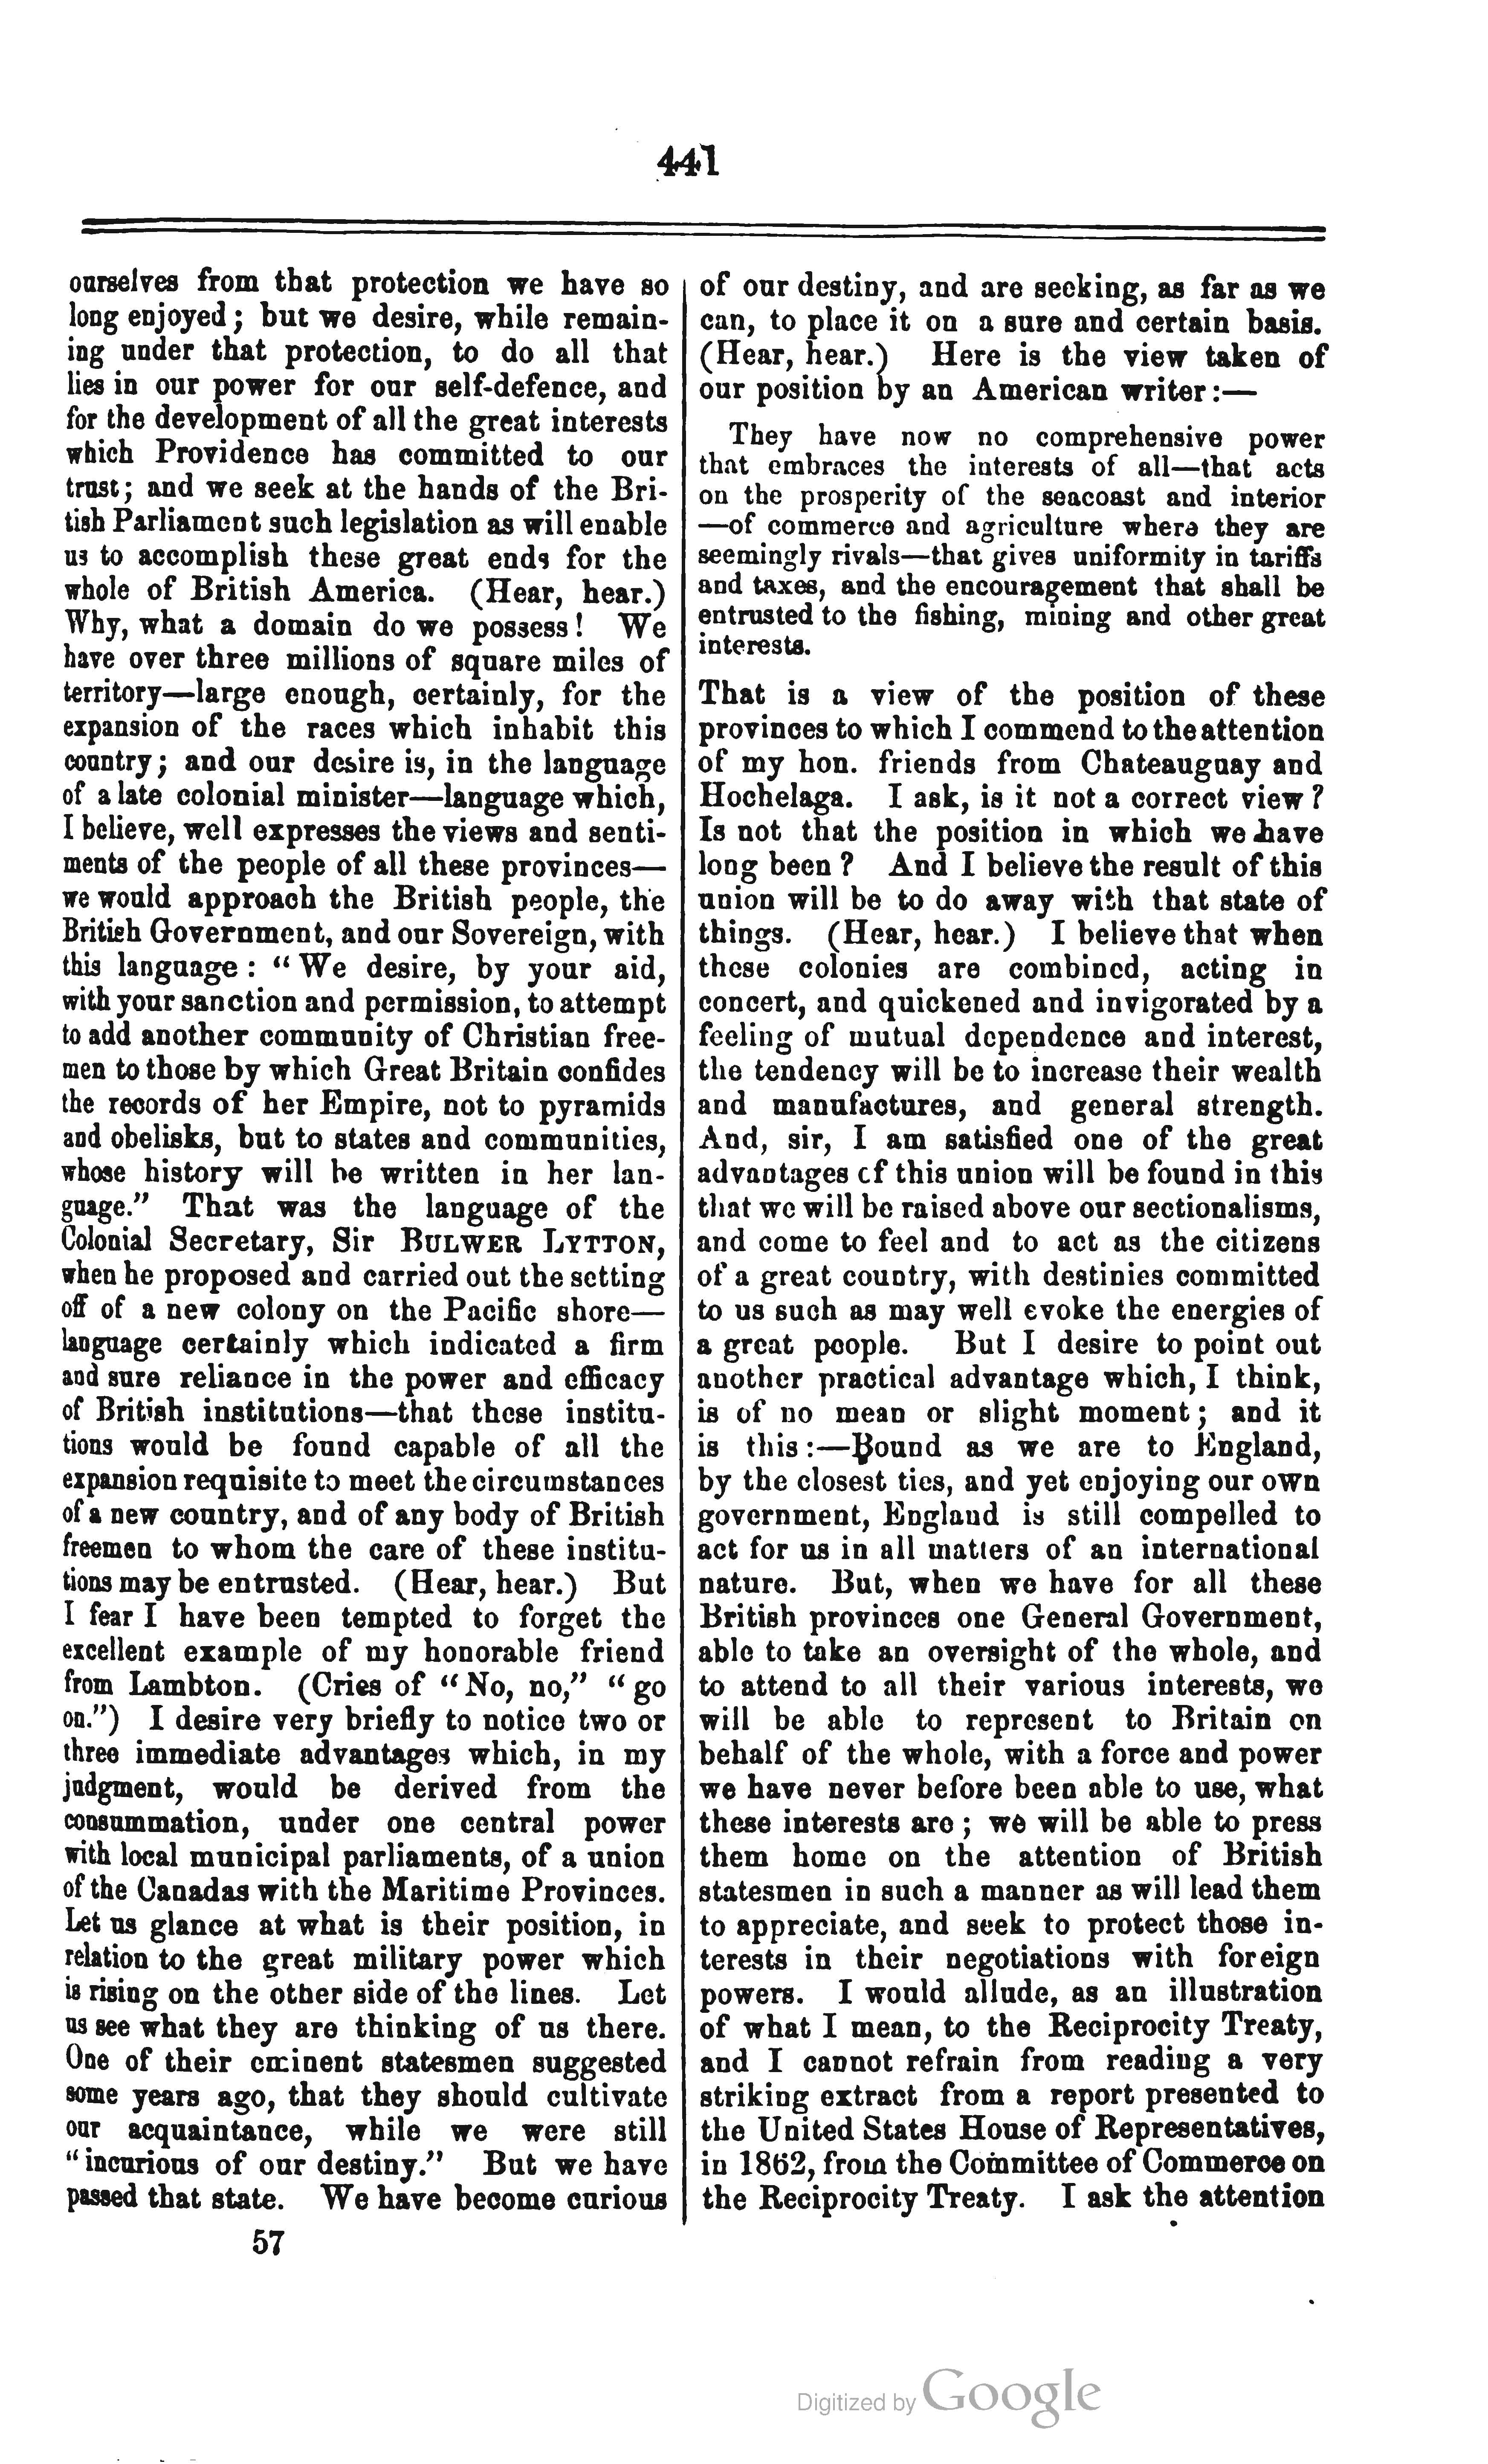 441
ourselves from that protection we have so
long enjoyed; but we desire, while remain-
ing under that protection, to do all that
lies in our power for our self-defence, and
for the development of all the great interests
which Providence has committed to our
trust; and we seek at the hands of the Bri-
tish Parliament such legislation as will enable
us to accomplish these great ends for the
whole of British America. (Hear, hear.)
Why, what a domain do we possess! We
have over three millions of square miles of
territory—large enough, certainly, for the
expansion of the races which inhabit this
country; and our desire is, in the language
of a late colonial minister—language which,
I believe, well expresses the views and senti-
ments of the people of all these provinces—
we would approach the British people, the
British Government, and our Sovereign, with
this language: "We desire, by your aid,
with your sanction and permission, to attempt
to add another community of Christian free-
men to those by which Great Britain confides
the records of her Empire, not to pyramids
and obelisks, but to states and communities,
whose history will be written in her lan-
guage." That was the language of the
Colonial Secretary, Sir BULWER LYTTON,
when he proposed and carried out the setting
off of a new colony on the Pacific shore—
language certainly which indicated a firm
and sure reliance in the power and efficacy
of British institutions—that these institu-
tions would be found capable of all the
expansion requisite to meet the circumstances
of a new country, and of any body of British
freemen to whom the care of these institu-
tions may be entrusted. (Hear, hear.) But
I fear I have been tempted to forget the
excellent example of my honorable friend
from Lambton. (Cries of "No, no," "go
on.") I desire very briefly to notice two or
three immediate advantages which, in my
judgment, would be derived from the
consummation, under one central power
with local municipal parliaments, of a union
of the Canadas with the Maritime Provinces.
Let us glance at what is their position, in
relation to the great military power which
is rising on the other side of the lines. Let
us see what they are thinking of us there.
One of their eminent statesmen suggested
some years ago, that they should cultivate
our acquaintance, while we were still
"incurious of our destiny." But we have
passed that state. We have become curious
57
of our destiny, and are seeking, as far as we
can, to place it on a sure and certain basis.
(Hear, hear.) Here is the view taken of
our position by an American writer:—
They have now no comprehensive power
that embraces the interests of all—that acts
on the prosperity of the seacoast and interior
—of commerce and agriculture where they are
seemingly rivals—that gives uniformity in tariffs
and taxes, and the encouragement that shall be
entrusted to the fishing, mining and other great
interests.
That is a view of the position of these
provinces to which I commend to the attention
of my hon. friends from Chateauguay and
Hochelaga. I ask, is it not a correct view?
Is not that the position in which we have
long been? And I believe the result of this
union will be to do away with that state of
things. (Hear, hear.) I believe that when
these colonies are combined, acting in
concert, and quickened and invigorated by a
feeling of mutual dependence and interest,
the tendency will be to increase their wealth
and manufactures, and general strength.
And, sir, I am satisfied one of the great
advantages of this union will be found in this
that we will be raised above our sectionalisms,
and come to feel and to act as the citizens
of a great country, with destinies committed
to us such as may well evoke the energies of
a great people. But I desire to point out
another practical advantage which, I think,
is of no mean or slight moment; and it
is this:—Bound as we are to England,
by the closest ties, and yet enjoying our own
government, England is still compelled to
act for us in all matters of an international
nature. But, when we have for all these
British provinces one General Government,
able to take an oversight of the whole, and
to attend to all their various interests, we
will be able to represent to Britain on
behalf of the whole, with a force and power
we have never before been able to use, what
these interests are; we will be able to press
them home on the attention of British
statesmen in such a manner as will lead them
to appreciate, and seek to protect those in-
terests in their negotiations with foreign
powers. I would allude, as an illustration
of what I mean, to the Reciprocity Treaty,
and I cannot refrain from reading a very
striking extract from a report presented to
the United States House of Representatives,
in 1862, from the Committee of Commerce on
the Reciprocity Treaty. I ask the attention
Digitized by Google